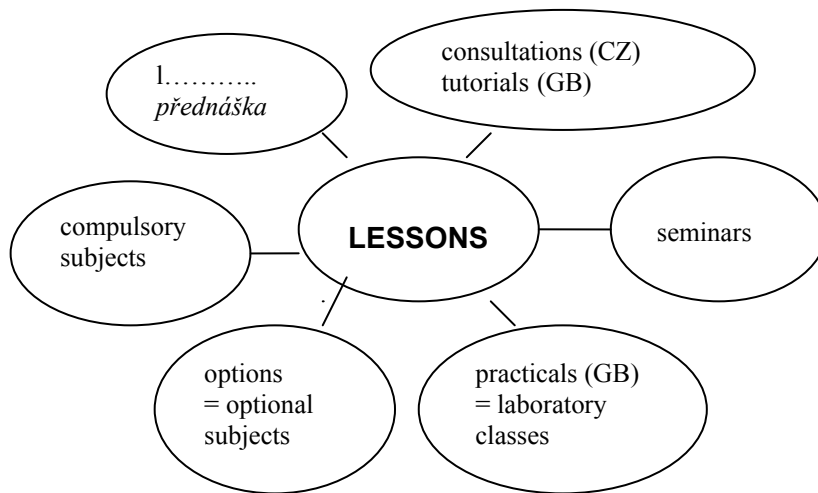 l………..
přednáška
consultations (CZ)
tutorials (GB)
compulsory
subjects
LESSONS
seminars
options
= optional
subjects
practicals (GB)
= laboratory
classes